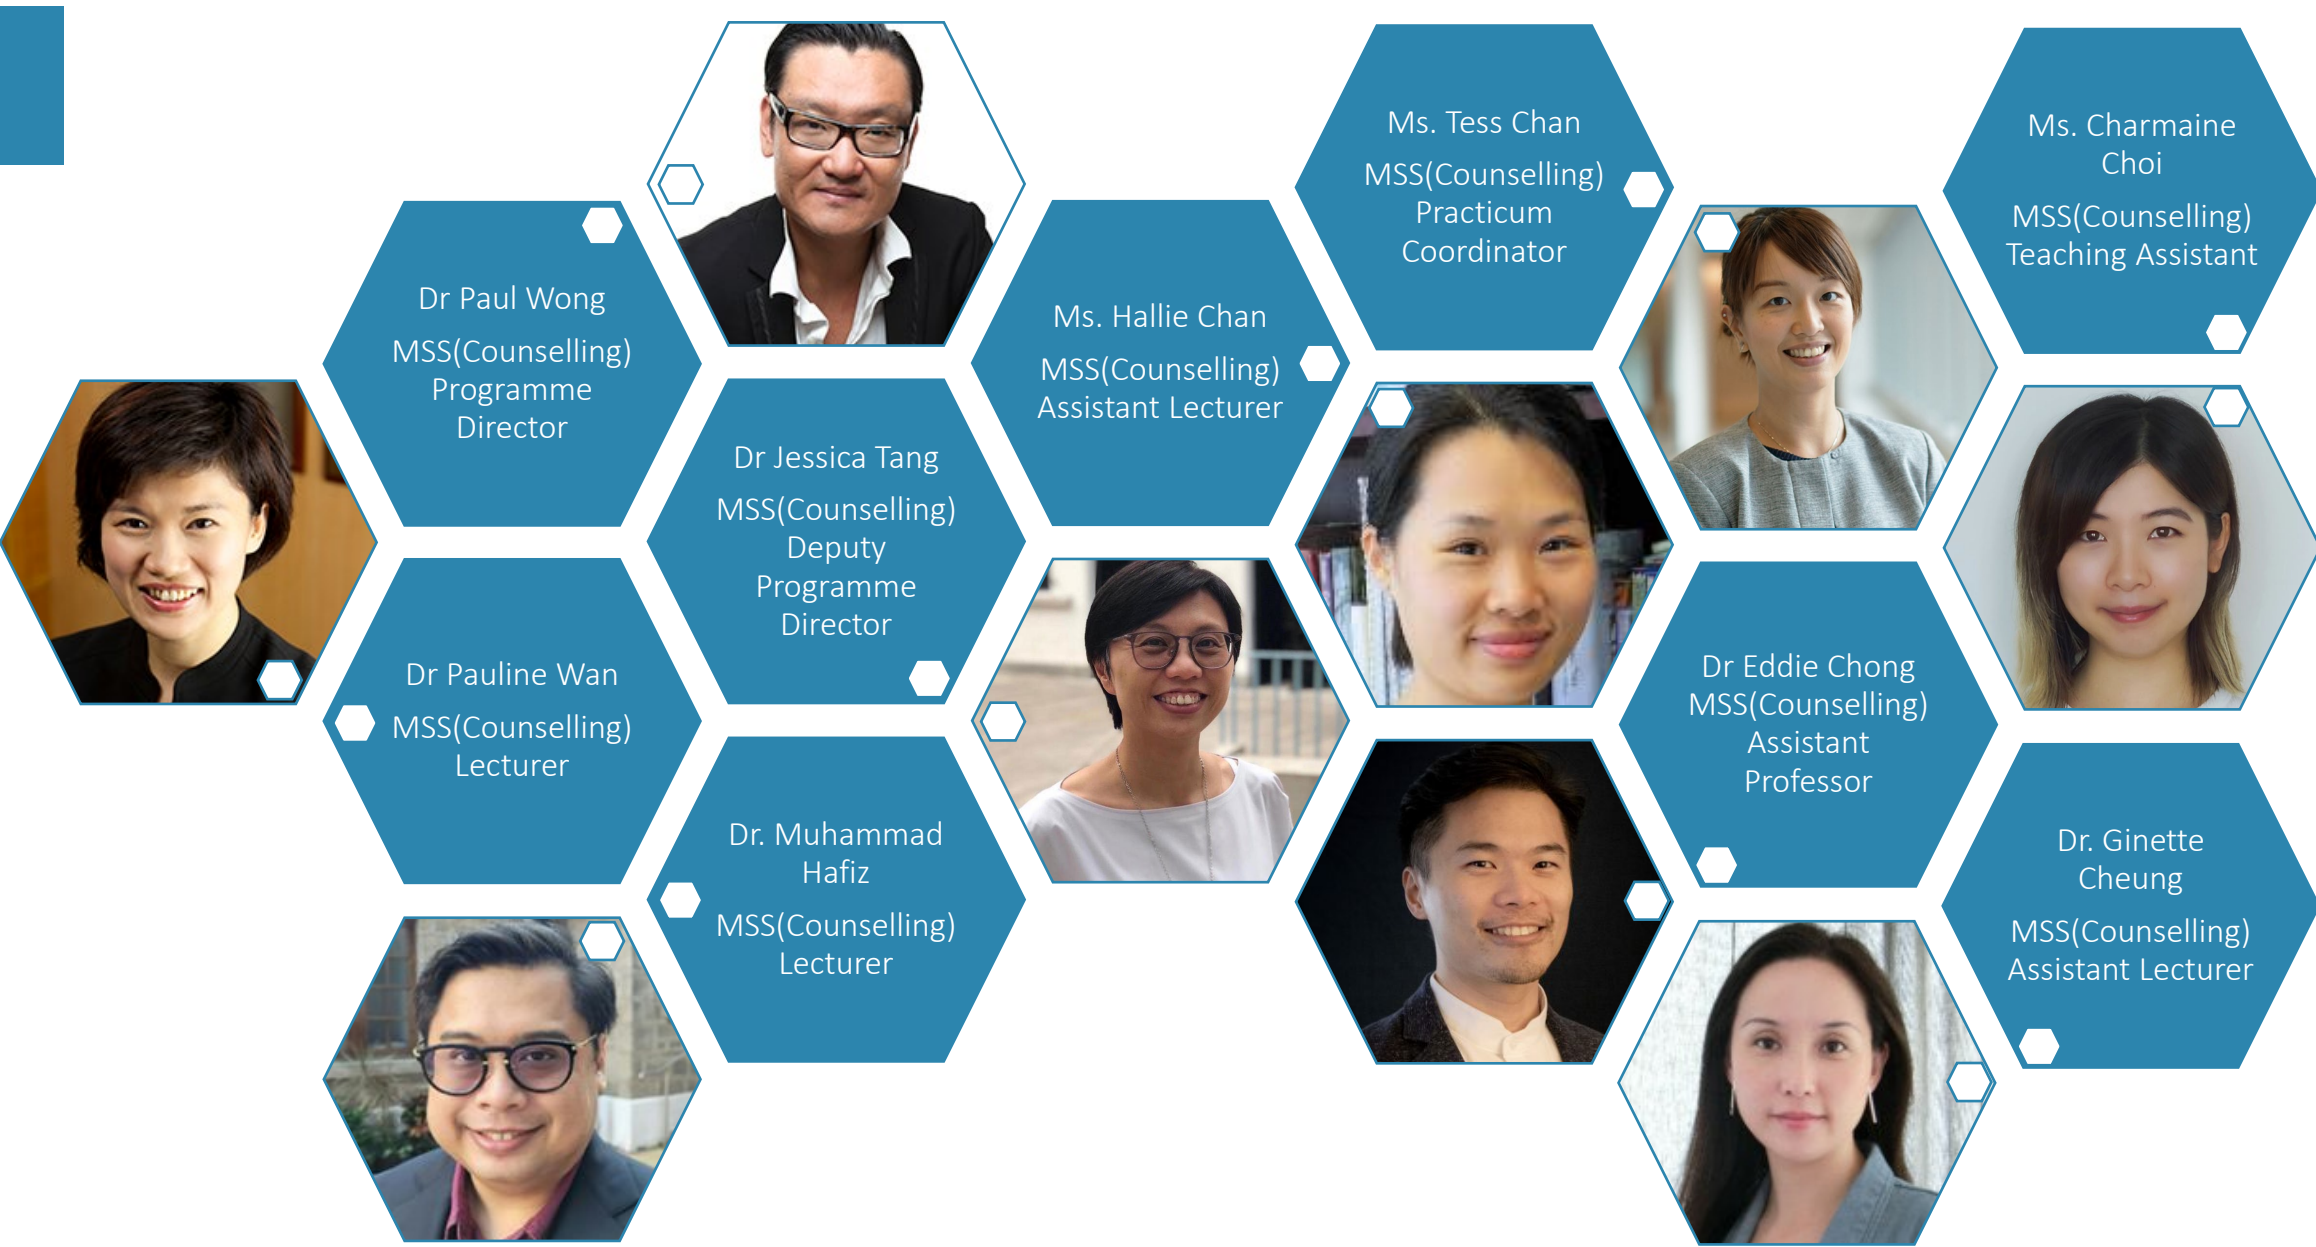 Dr Paul Wong
MSS(Counselling)
Programme
Director
Dr Pauline Wan
MSS(Counselling)
Lecturer
Dr Jessica Tang
MSS(Counselling)
Deputy
Programme
Director
Dr. Muhammad
Hafiz
MSS(Counselling)
Lecturer
Ms. Hallie Chan
MSS(Counselling)
Assistant Lecturer
Ms. Tess Chan
MSS(Counselling)
Practicum
Coordinator
Dr Eddie Chong
MSS(Counselling)
Assistant
Professor
Ms. Charmaine
Choi
MSS(Counselling)
Teaching Assistant
Dr. Ginette
Cheung
MSS(Counselling)
Assistant Lecturer